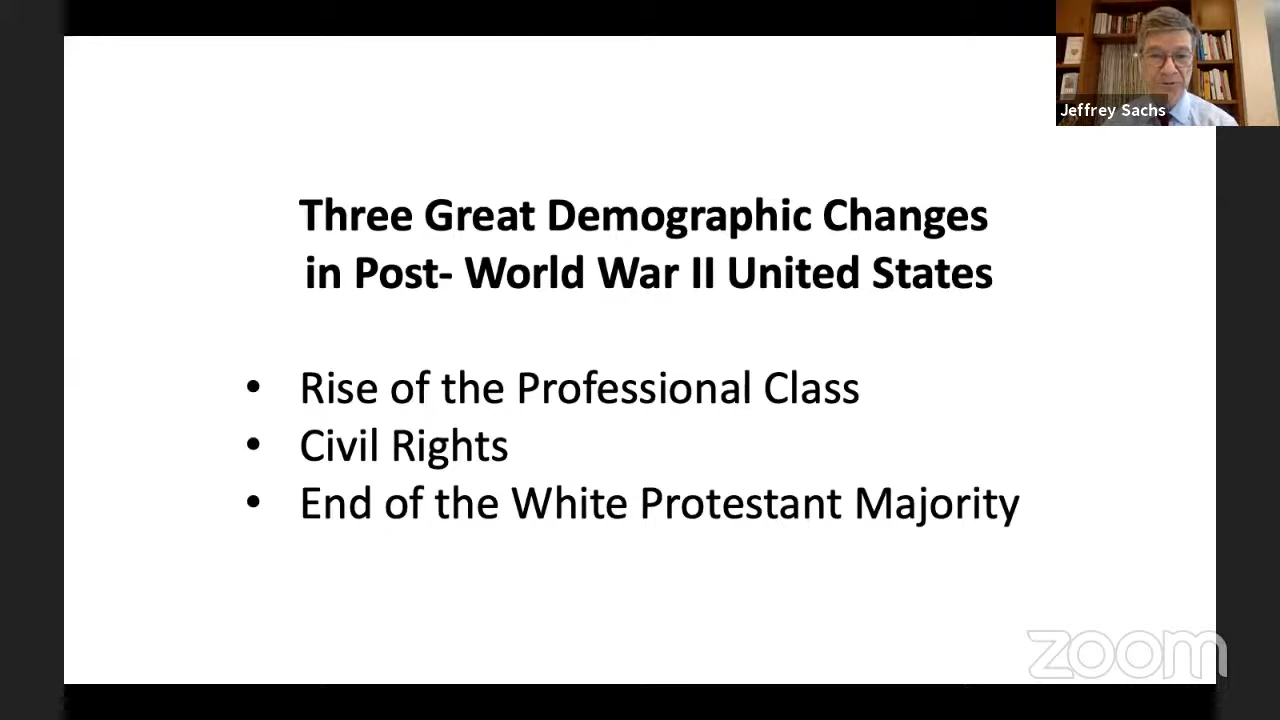 Jeffrey Sachs
Three Great Demographic Changes
in Post- World War II United States
• Rise of the Professional Class
• Civil Rights
• End of the White Protestant Majority
zoom